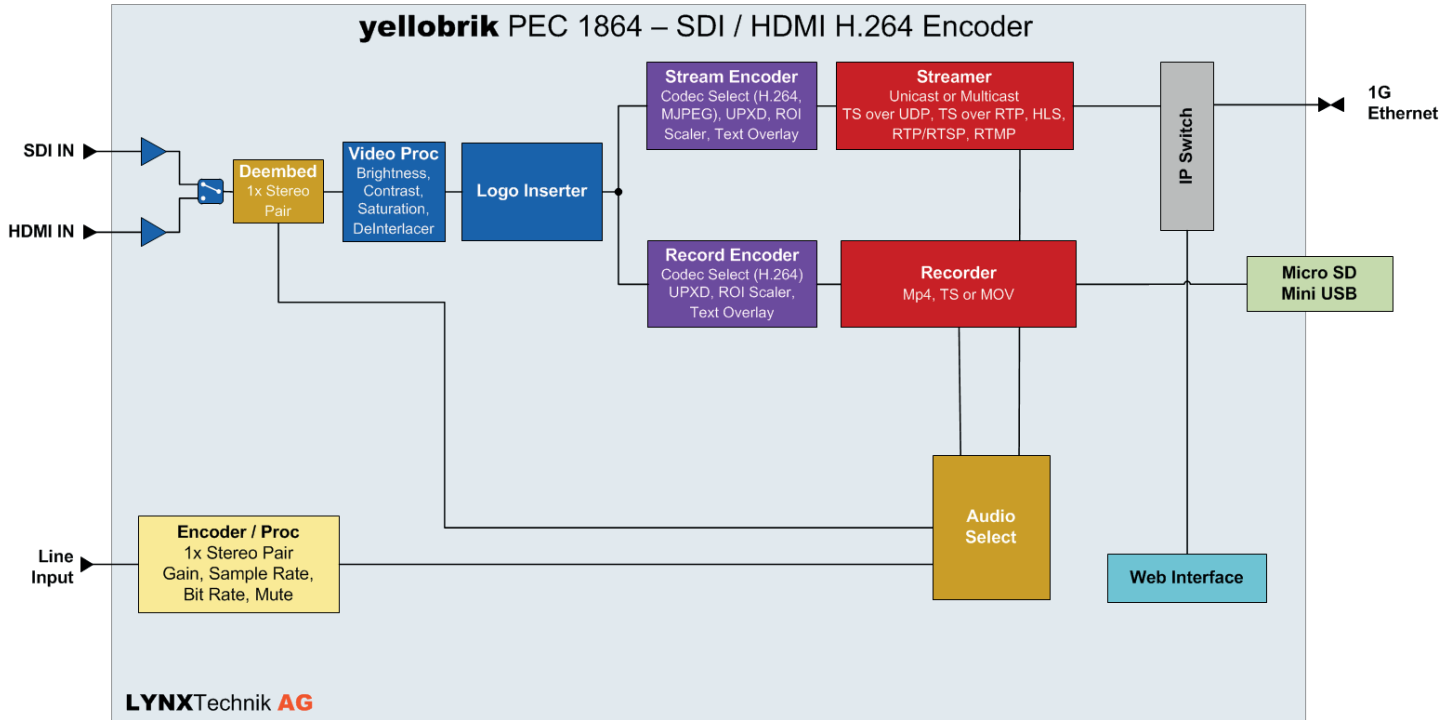 yellobrik PEC 1864 – SDI / HDMI H.264 Encoder
SDI IN
HDMI IN
Deembed
1x Stereo
Pair
Video Proc
Brightness,
Contrast,
Saturation,
DeInterlacer
Logo Inserter
Stream Encoder
Codec Select (H.264,
MJPEG), UPXD, ROI
Scaler, Text Overlay
Streamer
Unicast or Multicast
TS over UDP, TS over RTP, HLS,
RTP/RTSP, RTMP
IP Switch
1G
Ethernet
Record Encoder
Codec Select (H.264)
UPXD, ROI Scaler,
Text Overlay
Recorder
Mp4, TS or MOV
Micro SD
Mini USB
Line
Input
Encoder / Proc
1x Stereo Pair
Gain, Sample Rate,
Bit Rate, Mute
Audio
Select
Web Interface
LYNXTechnik AG